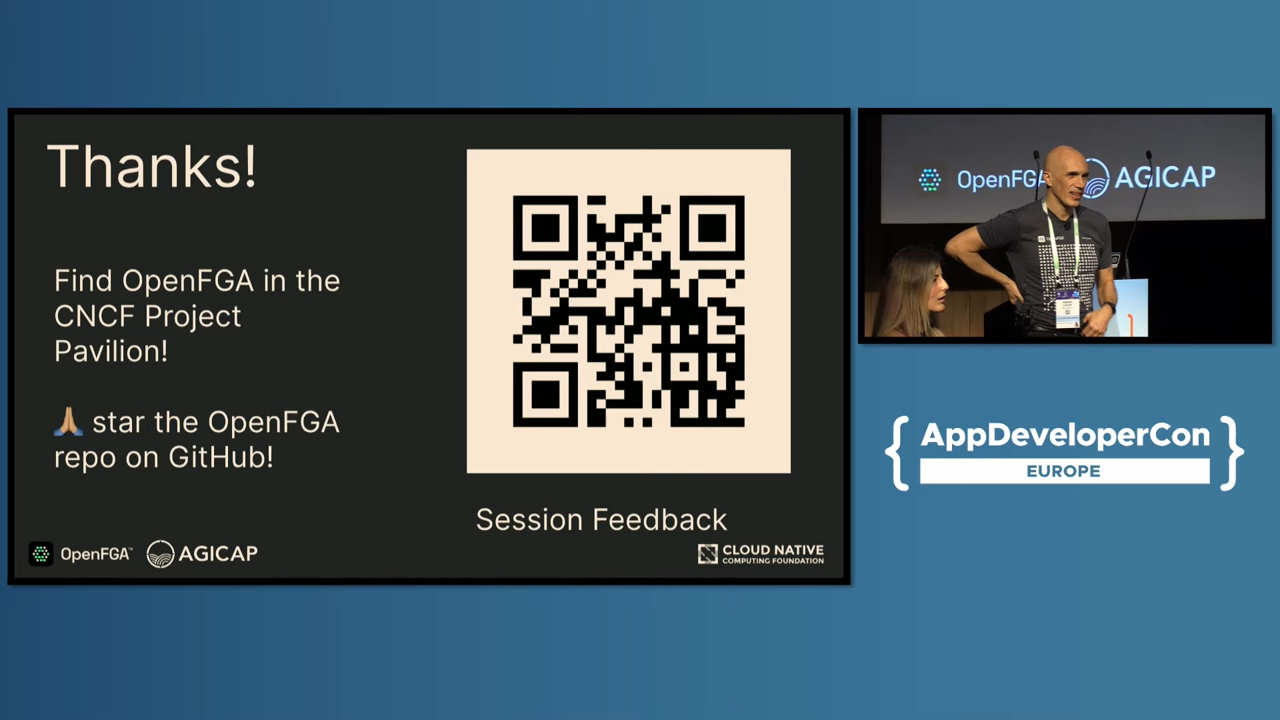 Thanks!
Find OpenFGA in the
CNCF Project
Pavilion!
🙏🏽 star the OpenFGA
repo on GitHub!
Session Feedback
OpenFGA™
AGICAP
CLOUD NATIVE
COMPUTING FOUNDATION
OpenFGA
AGICAP
{ AppDeveloperCon }
EUROPE